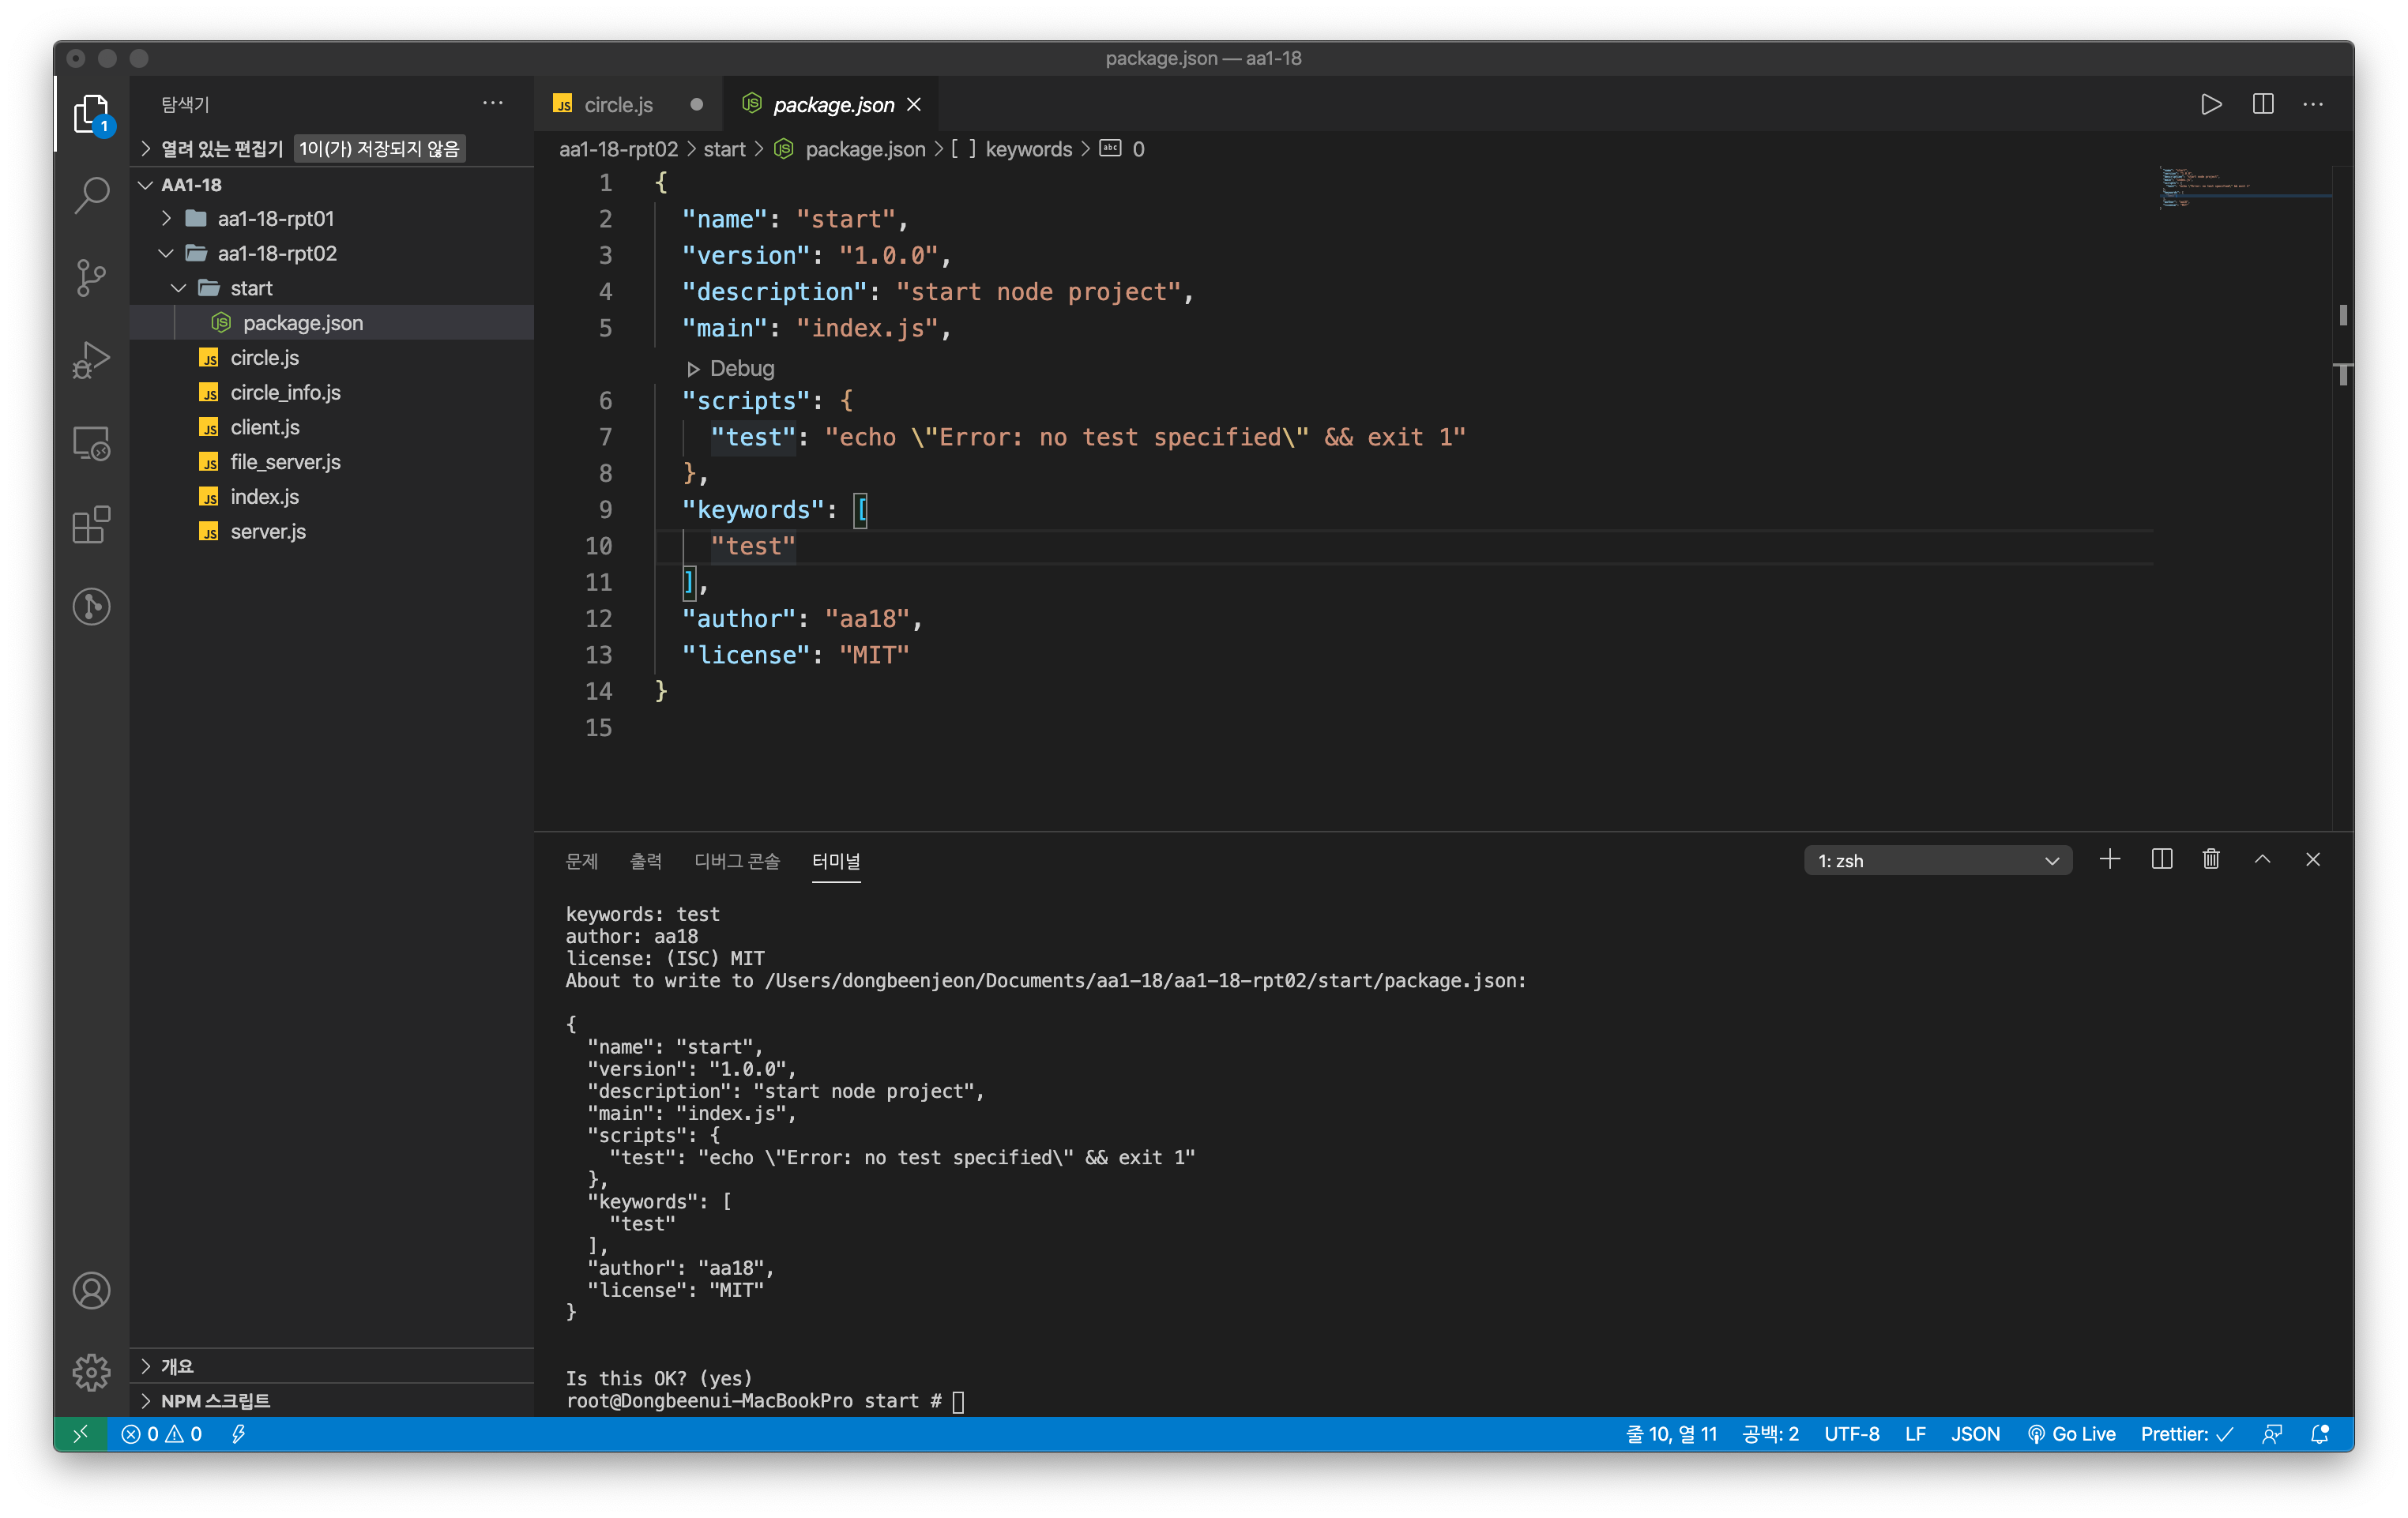 package.json — aa1-18
탐색기
열려 있는 편집기 1이(가) 저장되지 않음
AA1-18
aa1-18-rpt01
aa1-18-rpt02
start
package.json
circle.js
circle_info.js
client.js
file_server.js
index.js
server.js
개요
NPM 스크립트
1
JS circle.js
JS package.json
aa1-18-rpt02 > start > package.json > [ ] keywords > abc 0
1 {
2 "name": "start",
3 "version": "1.0.0",
4 "description": "start node project",
5 "main": "index.js",
Debug
6 "scripts": {
7 "test": "echo \"Error: no test specified\" && exit 1"
8 },
9 "keywords": [
10 "test"
11 ],
12 "author": "aa18",
13 "license": "MIT"
14 }
15
문제 출력 디버그 콘솔 터미널 1: zsh
keywords: test
author: aa18
license: (ISC) MIT
About to write to /Users/dongbeenjeon/Documents/aa1-18/aa1-18-rpt02/start/package.json:
{
"name": "start",
"version": "1.0.0",
"description": "start node project",
"main": "index.js",
"scripts": {
"test": "echo \"Error: no test specified\" && exit 1"
},
"keywords": [
"test"
],
"author": "aa18",
"license": "MIT"
}
Is this OK? (yes)
root@Dongbeenui-MacBookPro start #
0 0 줄 10, 열 11 공백: 2 UTF-8 LF JSON Go Live Prettier: ✓